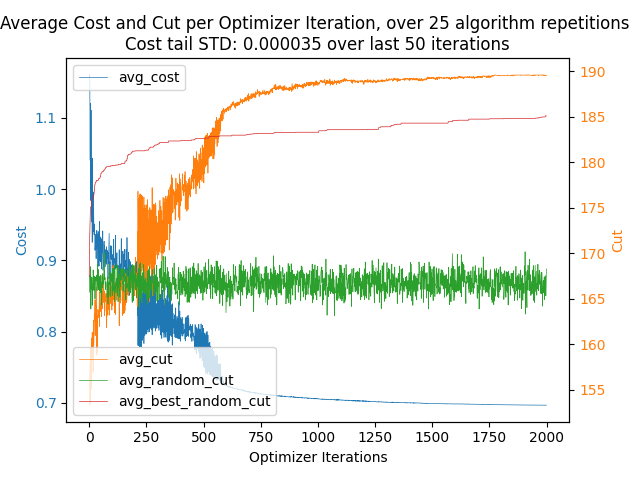 Average Cost and Cut per Optimizer Iteration, over 25 algorithm repetitions
Cost tail STD: 0.000035 over last 50 iterations
avg_cost
avg_cut
avg_random_cut
avg_best_random_cut
Cost
1.1
1.0
0.9
0.8
0.7
Cut
190
185
180
175
170
165
160
155
0 250 500 750 1000 1250 1500 1750 2000
Optimizer Iterations